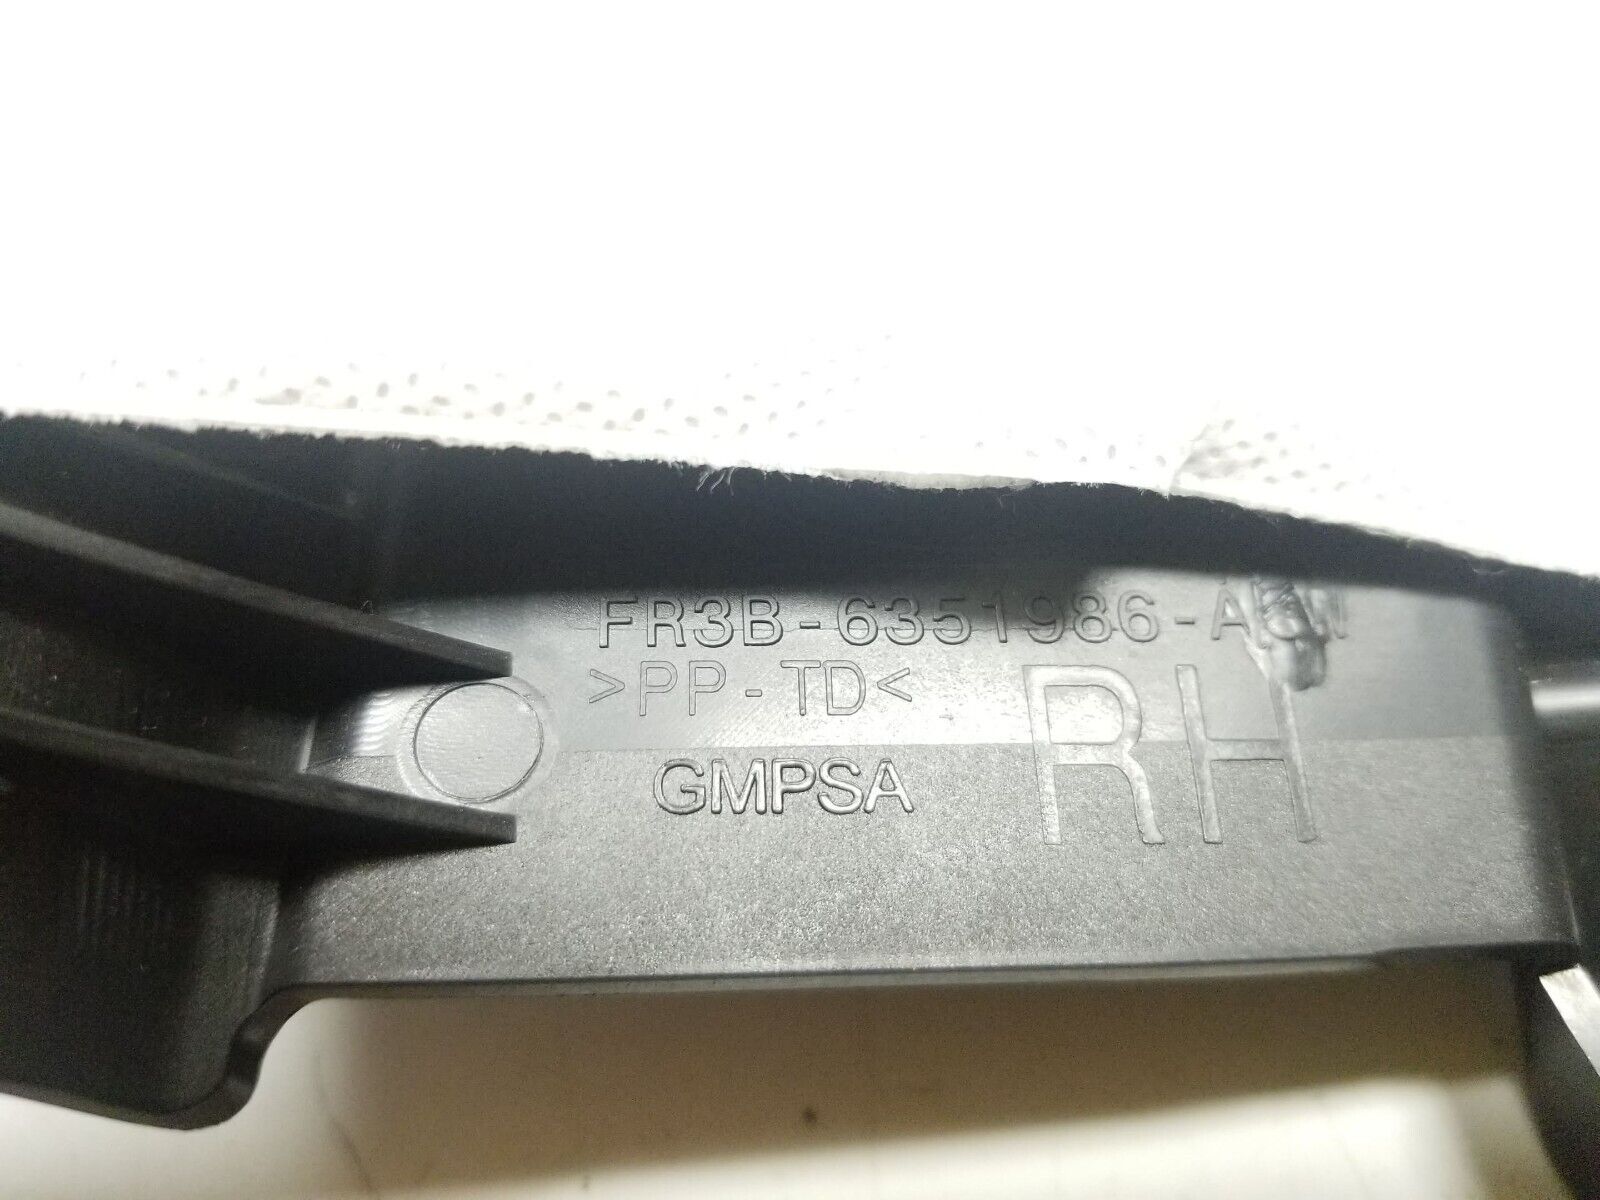 FR3B-6351986-A
>PP-TD<
GMPSA
RH